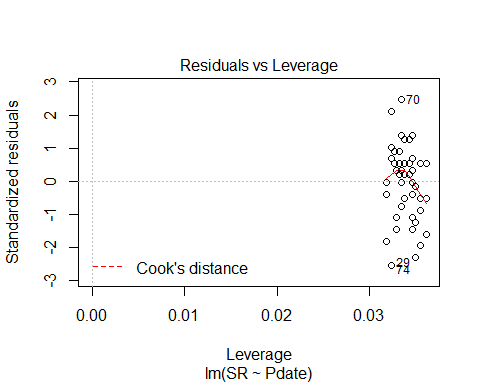 Residuals vs Leverage
Standardized residuals
3
2
1
0
-1
-2
-3
70
29
74
Cook's distance
0.00 0.01 0.02 0.03
Leverage
lm(SR ~ Pdate)